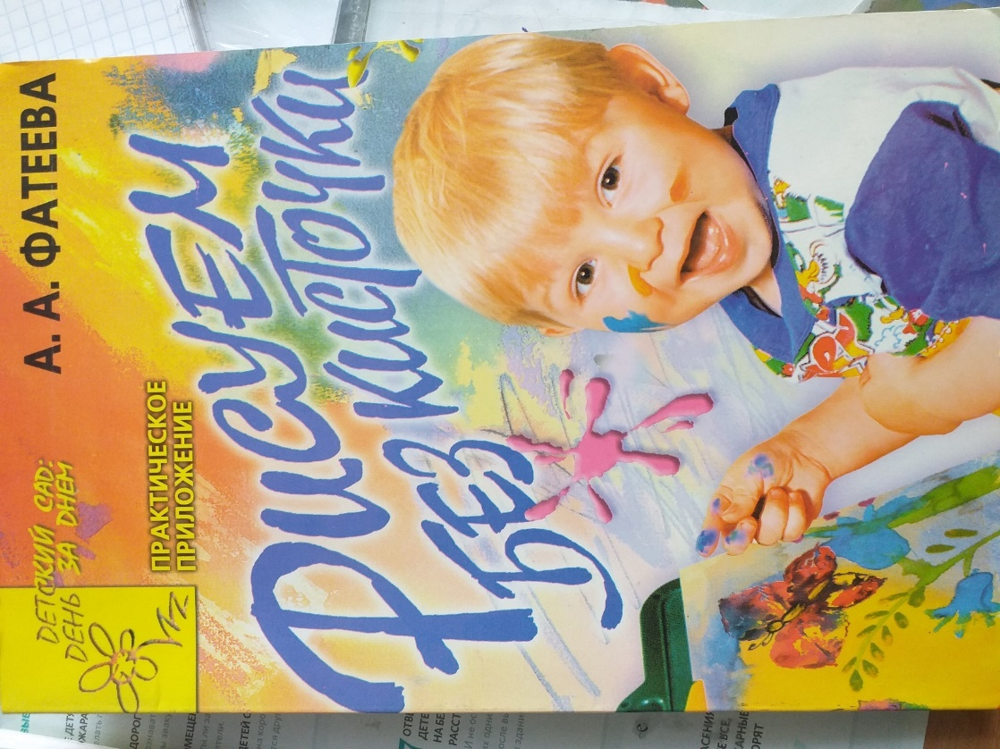 А. А. ФАТЕЕВА
ДЕТСКИЙ САД:
ДЕНЬ ЗА ДНЕМ
ПРАКТИЧЕСКОЕ
ПРИЛОЖЕНИЕ
Рисуем
БЕЗ кисточки